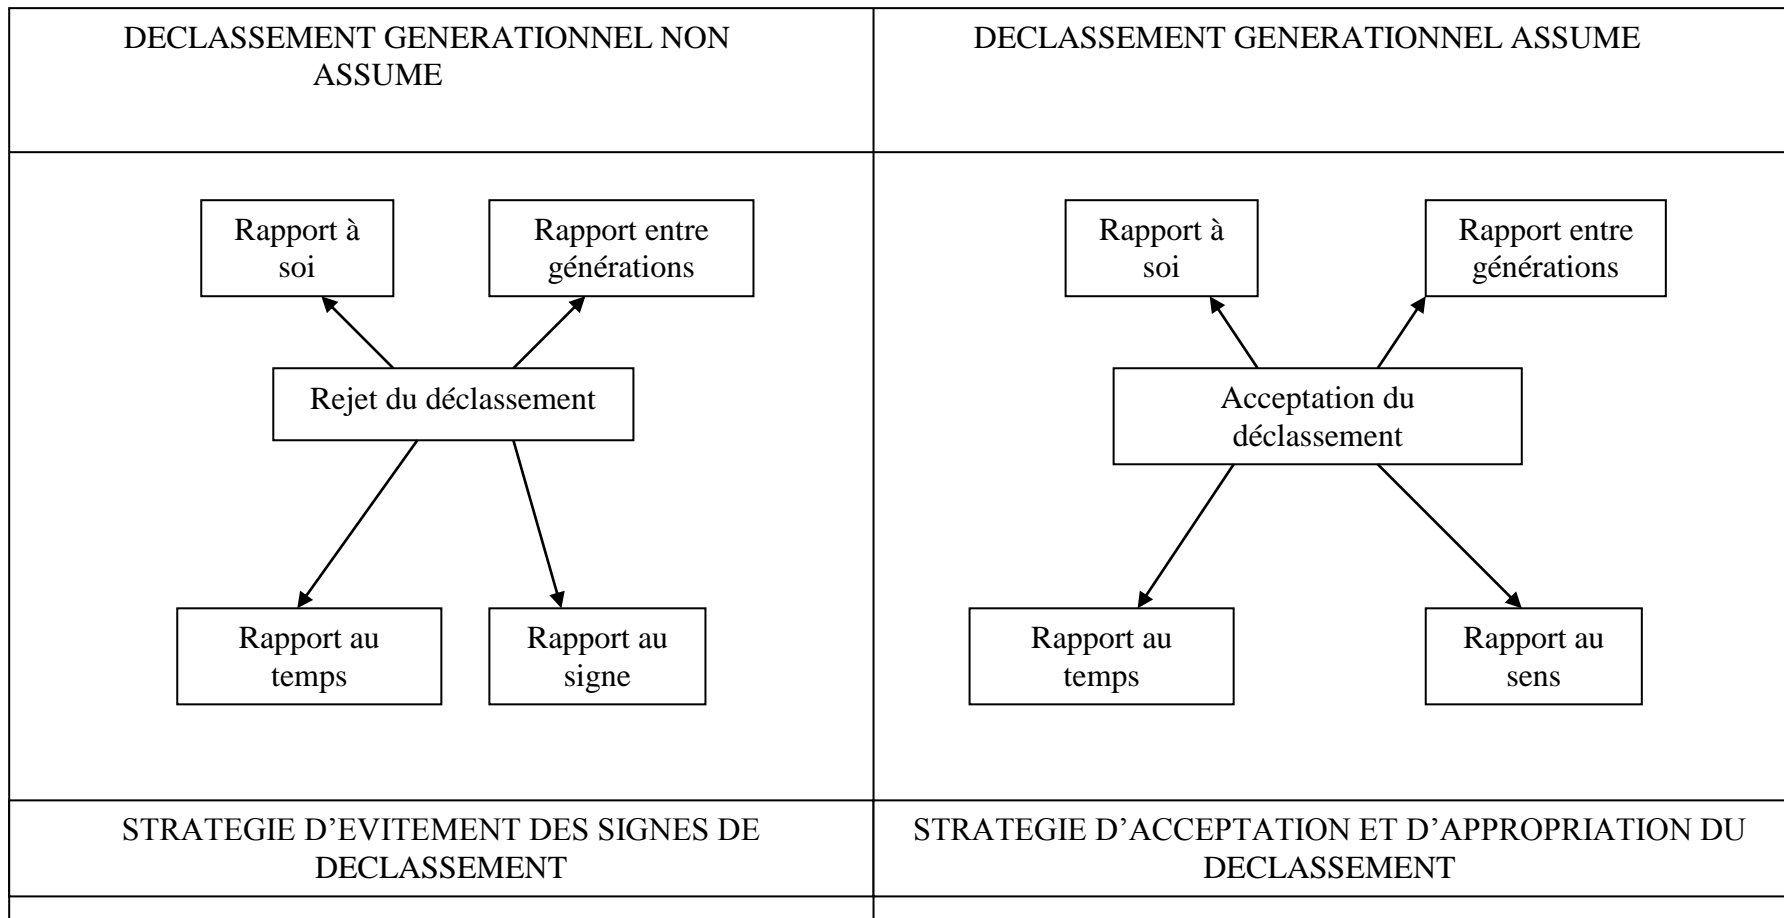 DECLASSEMENT GENERATIONNEL NON
ASSUME
DECLASSEMENT GENERATIONNEL ASSUME
Rapport à
soi
Rapport entre
générations
Rejet du déclassement
Rapport au
temps
Rapport au
signe
Rapport à
soi
Rapport entre
générations
Acceptation du
déclassement
Rapport au
temps
Rapport au
sens
STRATEGIE D’EVITEMENT DES SIGNES DE
DECLASSEMENT
STRATEGIE D’ACCEPTATION ET D’APPROPRIATION DU
DECLASSEMENT